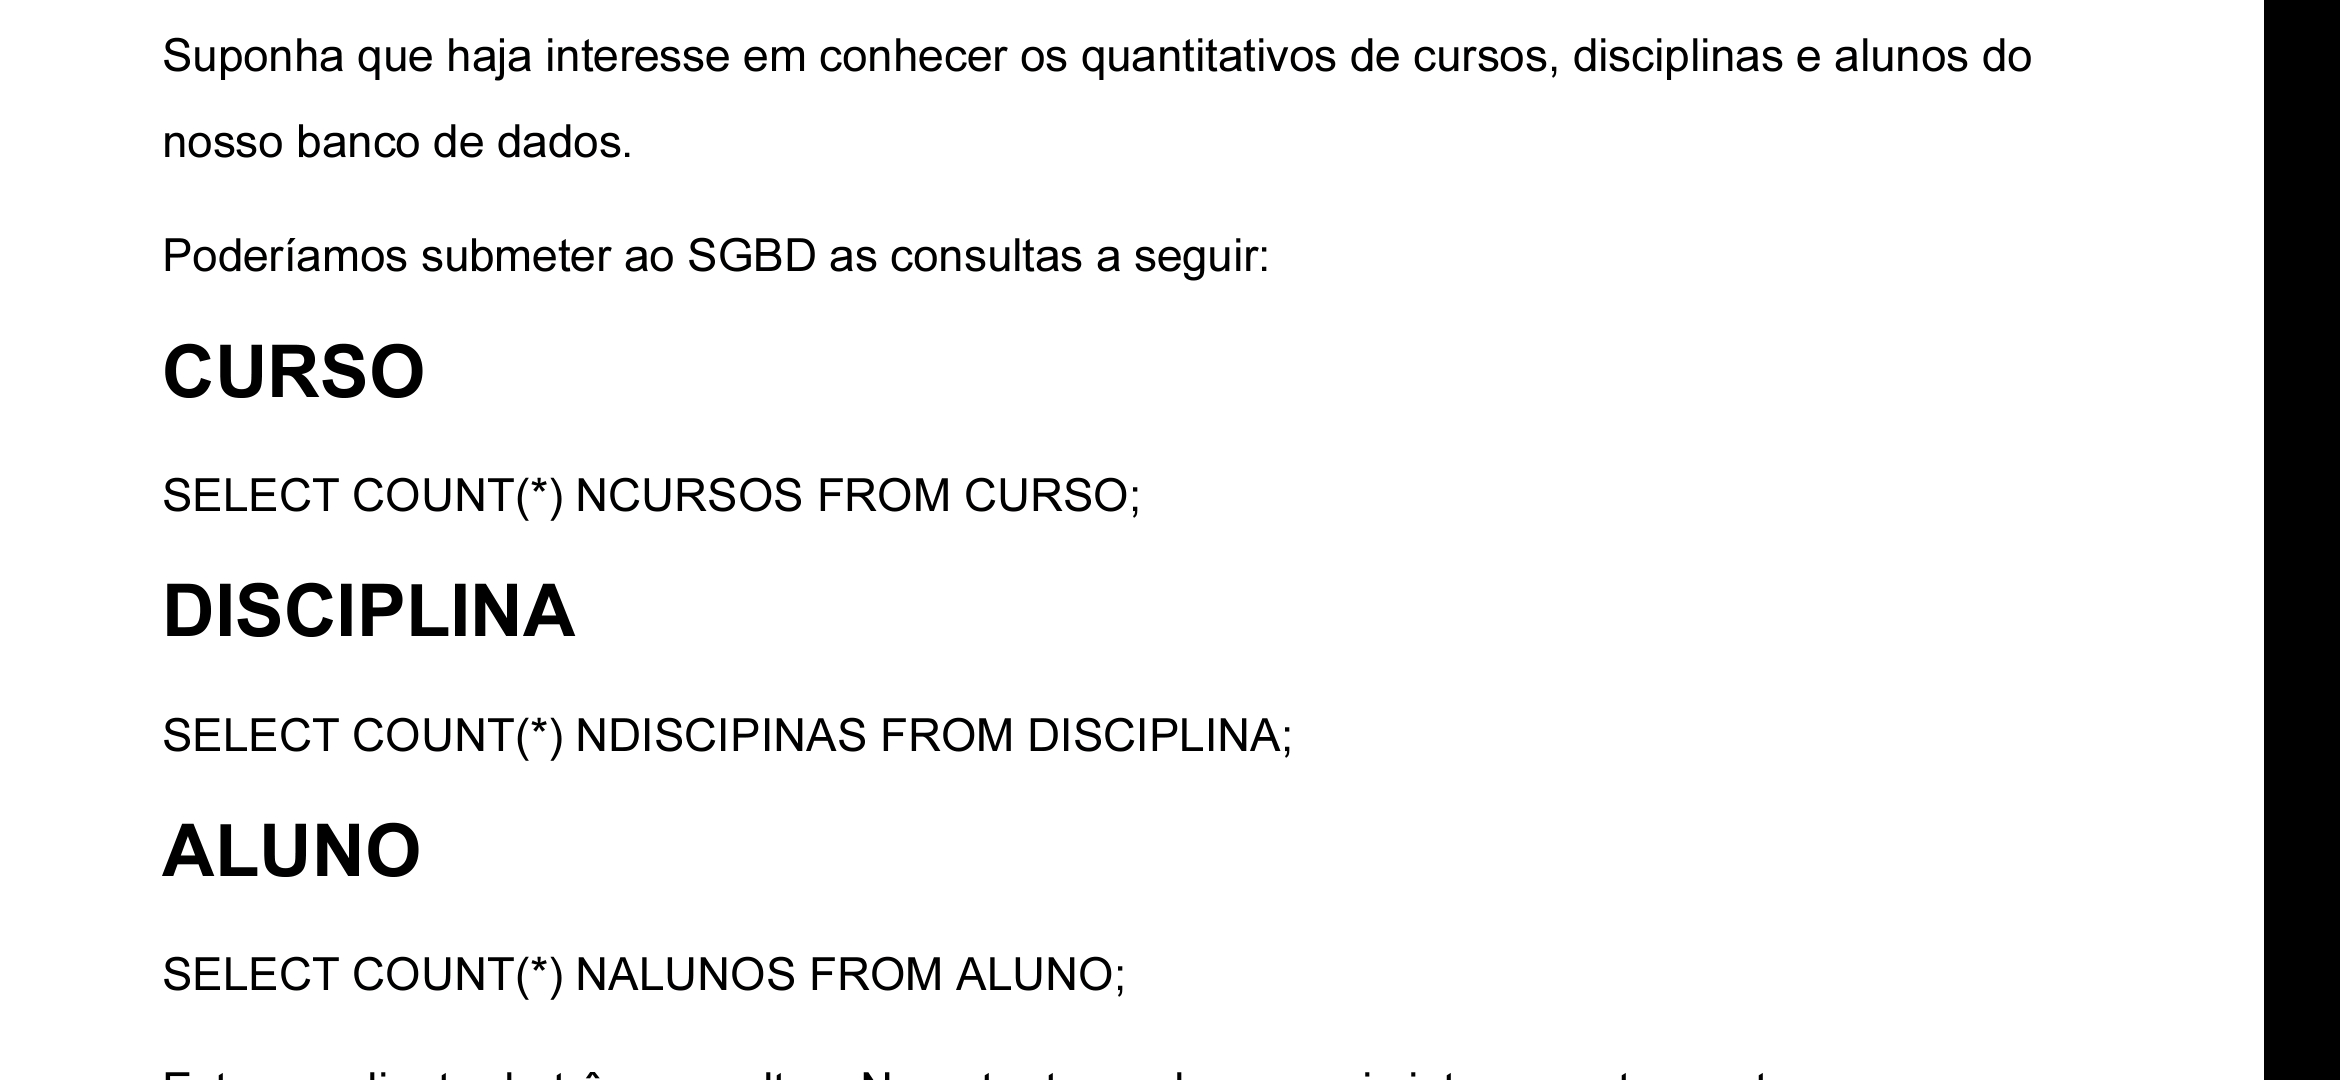 Suponha que haja interesse em conhecer os quantitativos de cursos, disciplinas e alunos do
nosso banco de dados.
Poderíamos submeter ao SGBD as consultas a seguir:
CURSO
SELECT COUNT(*) NCURSOS FROM CURSO;
DISCIPLINA
SELECT COUNT(*) NDISCIPINAS FROM DISCIPLINA;
ALUNO
SELECT COUNT(*) NALUNOS FROM ALUNO;